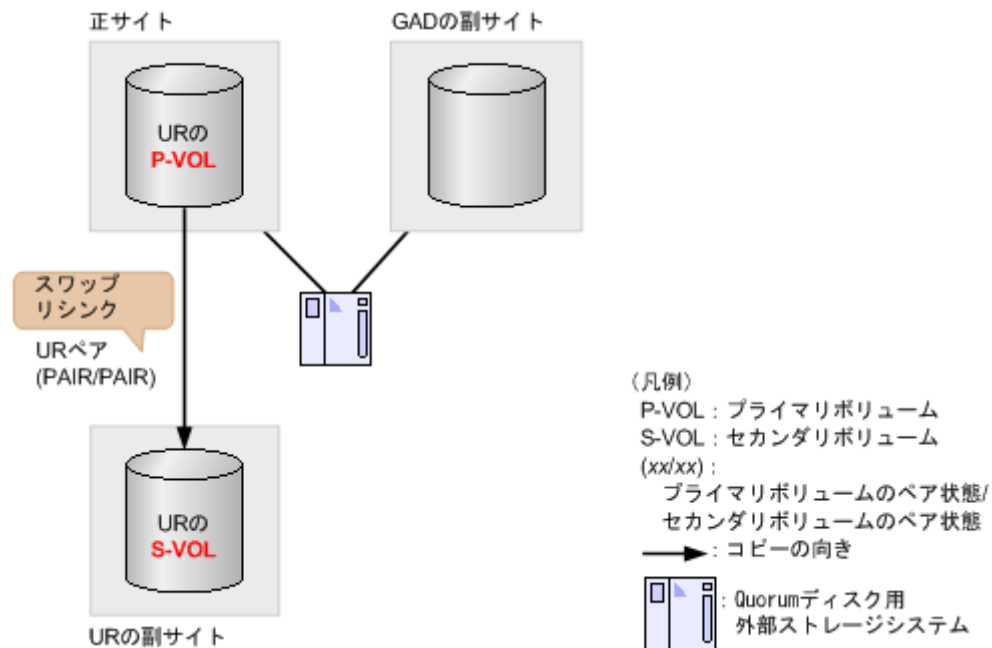 正サイト
GADの副サイト
URの
P-VOL
スワップ
リシンク
URペア
(PAIR/PAIR)
URの
S-VOL
URの副サイト
（凡例）
P-VOL：プライマリボリューム
S-VOL：セカンダリボリューム
(xx/xx)：
プライマリボリュームのペア状態/
セカンダリボリュームのペア状態
：コピーの向き
：Quorumディスク用
外部ストレージシステム